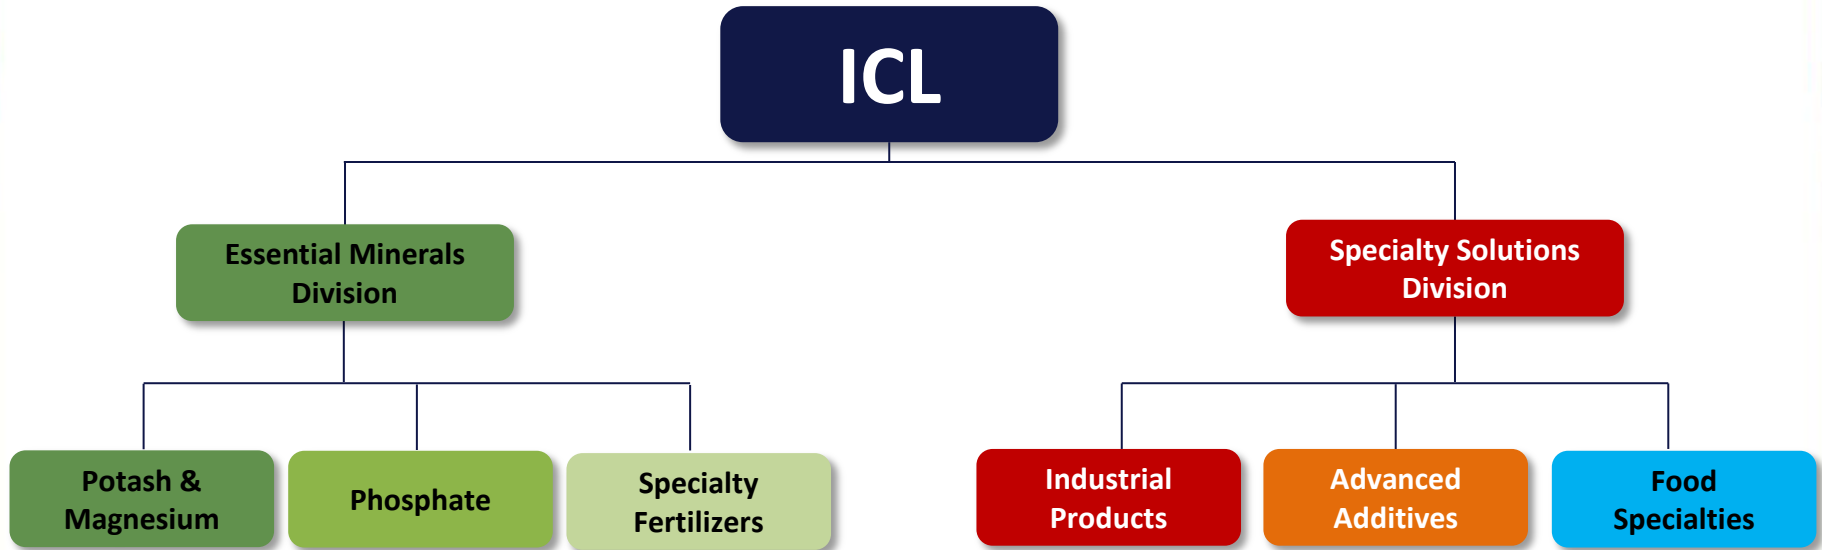 ICL
Essential Minerals
Division
Specialty Solutions
Division
Potash &
Magnesium
Phosphate
Specialty
Fertilizers
Industrial
Products
Advanced
Additives
Food
Specialties